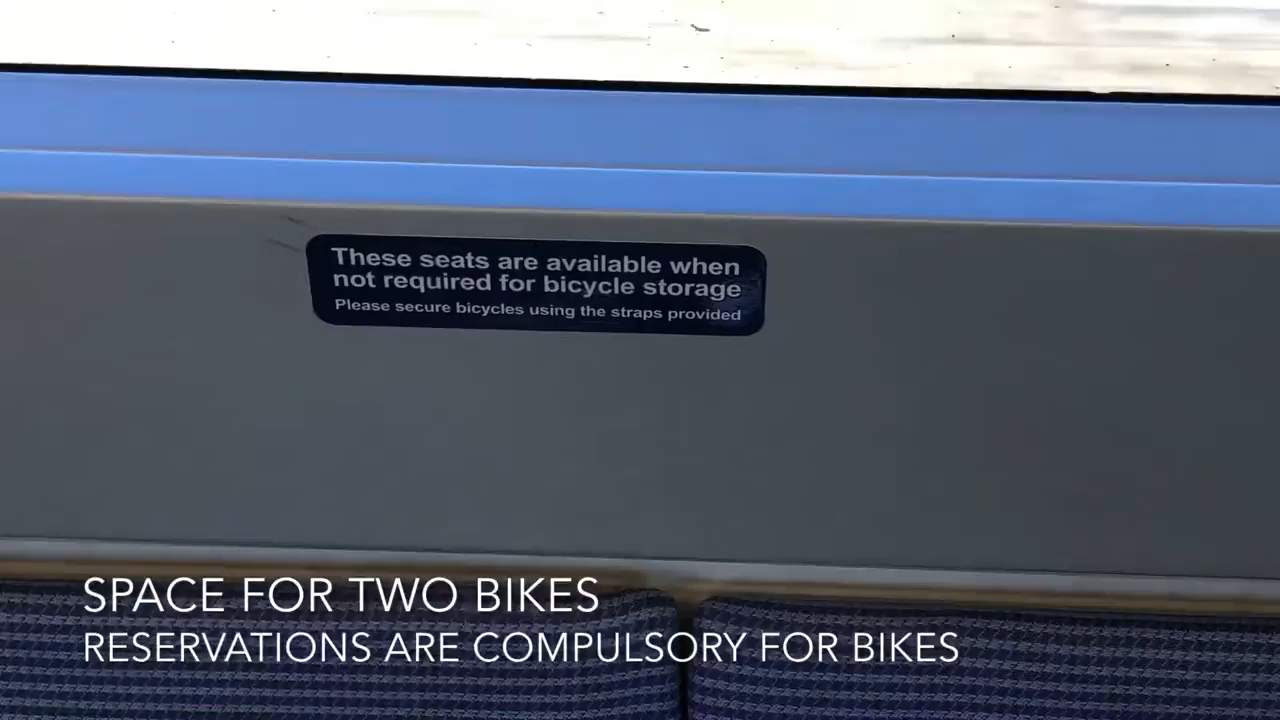 These seats are available when
not required for bicycle storage
Please secure bicycles using the straps provided
SPACE FOR TWO BIKES
RESERVATIONS ARE COMPULSORY FOR BIKES